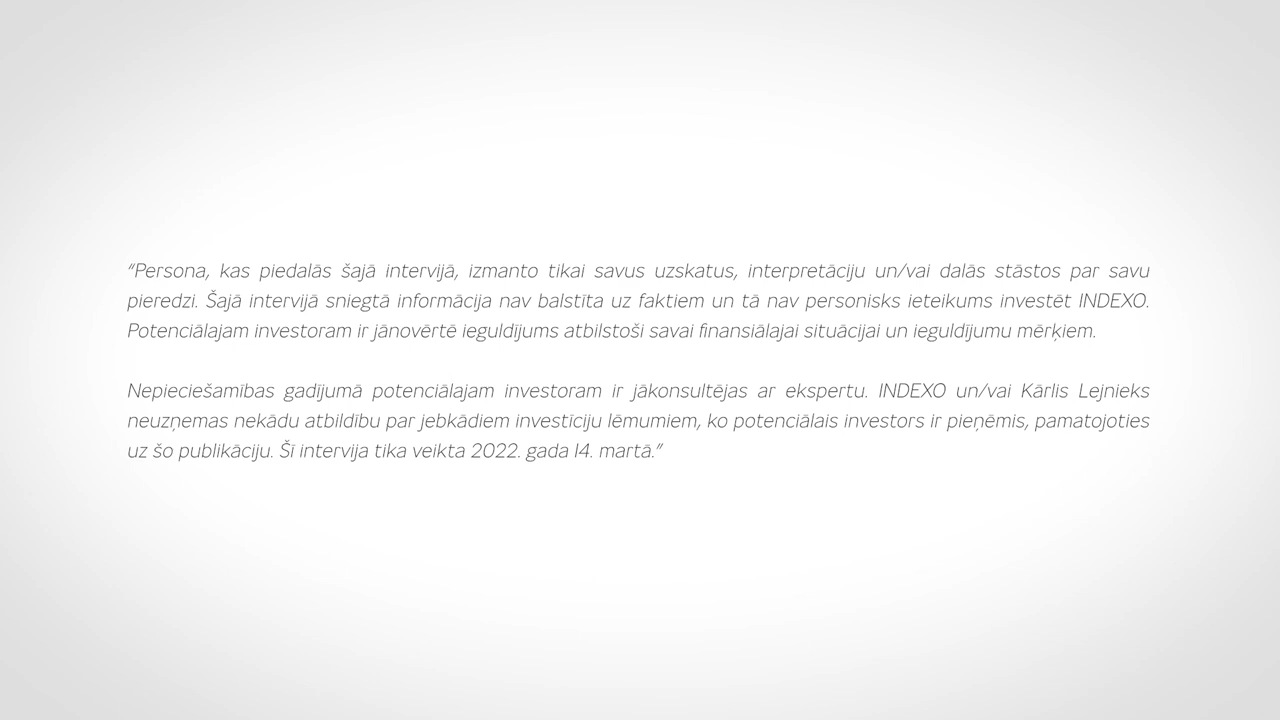 “Persona, kas piedalās šajā intervijā, izmanto tikai savus uzskatus, interpretāciju un/vai dalās stāstos par savu
pieredzi. Šajā intervijā sniegtā informācija nav balstīta uz faktiem un tā nav personisks ieteikums investēt INDEXO.
Potenciālajam investoram ir jānovērtē ieguldījums atbilstoši savai finansiālajai situācijai un ieguldījumu mērķiem.
Nepieciešamības gadījumā potenciālajam investoram ir jākonsultējas ar ekspertu. INDEXO un/vai Kārlis Lejnieks
neuzņemas nekādu atbildību par jebkādiem investīciju lēmumiem, ko potenciālais investors ir pieņēmis, pamatojoties
uz šo publikāciju. Šī intervija tika veikta 2022. gada 14. martā.”